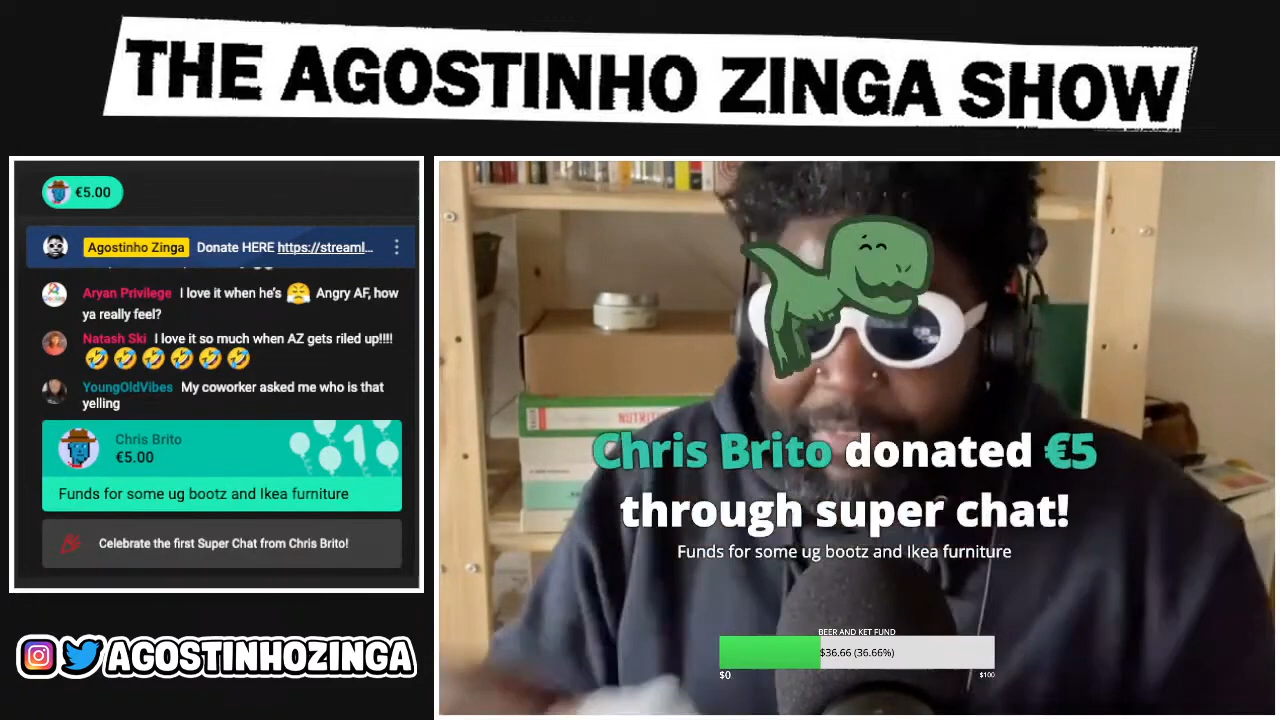 THE AGOSTINHO ZINGA SHOW
€5.00
Agostinho Zinga Donate HERE https://streaml...
Aryan Privilege I love it when he's 😤 Angry AF, how
ya really feel?
Natash Ski I love it so much when AZ gets riled up!!!!
🤣🤣🤣🤣🤣🤣
YoungOldVibes My coworker asked me who is that
yelling
Chris Brito
€5.00
1
Funds for some ug bootz and Ikea furniture
Celebrate the first Super Chat from Chris Brito!
AGOSTINHOZINGA
NUTRITI
Chris Brito donated €5
through super chat!
Funds for some ug bootz and Ikea furniture
BEER AND KET FUND
$36.66 (36.66%)
$0
$100